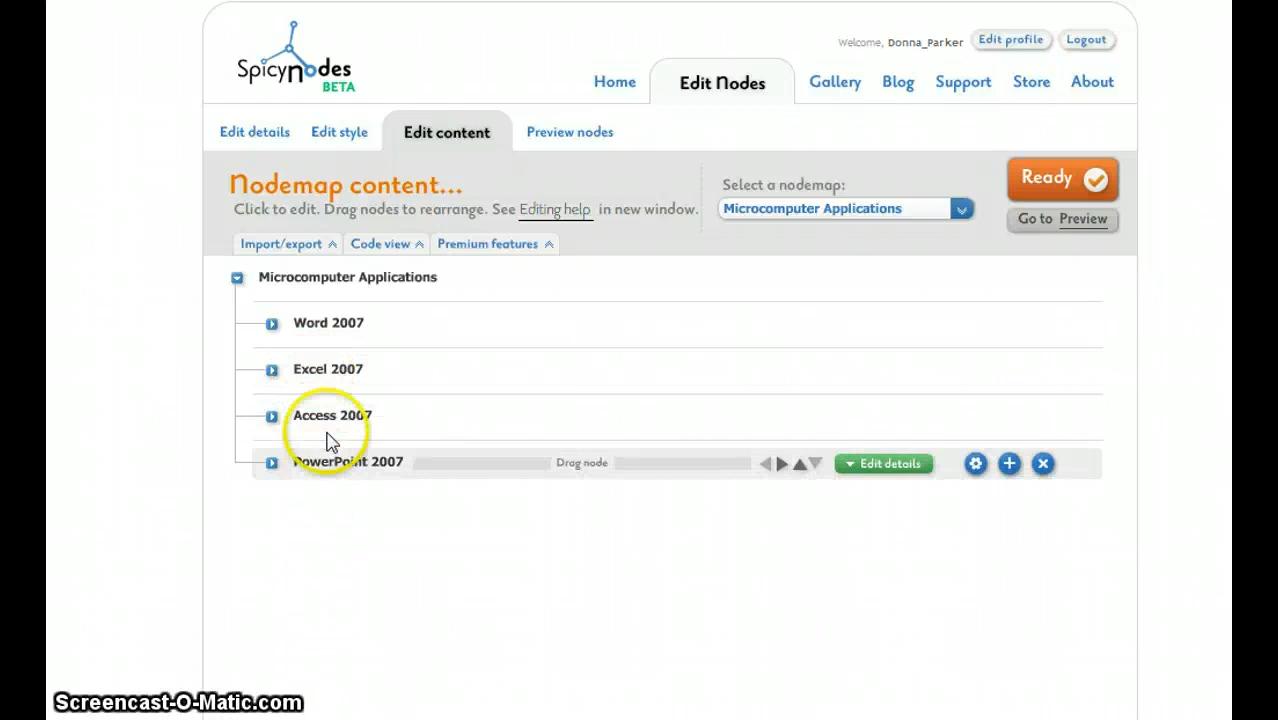 Spicynodes
BETA
Welcome, Donna_Parker Edit profile Logout
Home Edit Nodes Gallery Blog Support Store About
Edit details Edit style Edit content Preview nodes
Nodemap content...
Click to edit. Drag nodes to rearrange. See Editing help in new window.
Select a nodemap:
Microcomputer Applications
Ready
Go to Preview
Import/export Code view Premium features
Microcomputer Applications
Word 2007
Excel 2007
Access 2007
PowerPoint 2007 Drag node Edit details
Screencast-O-Matic.com